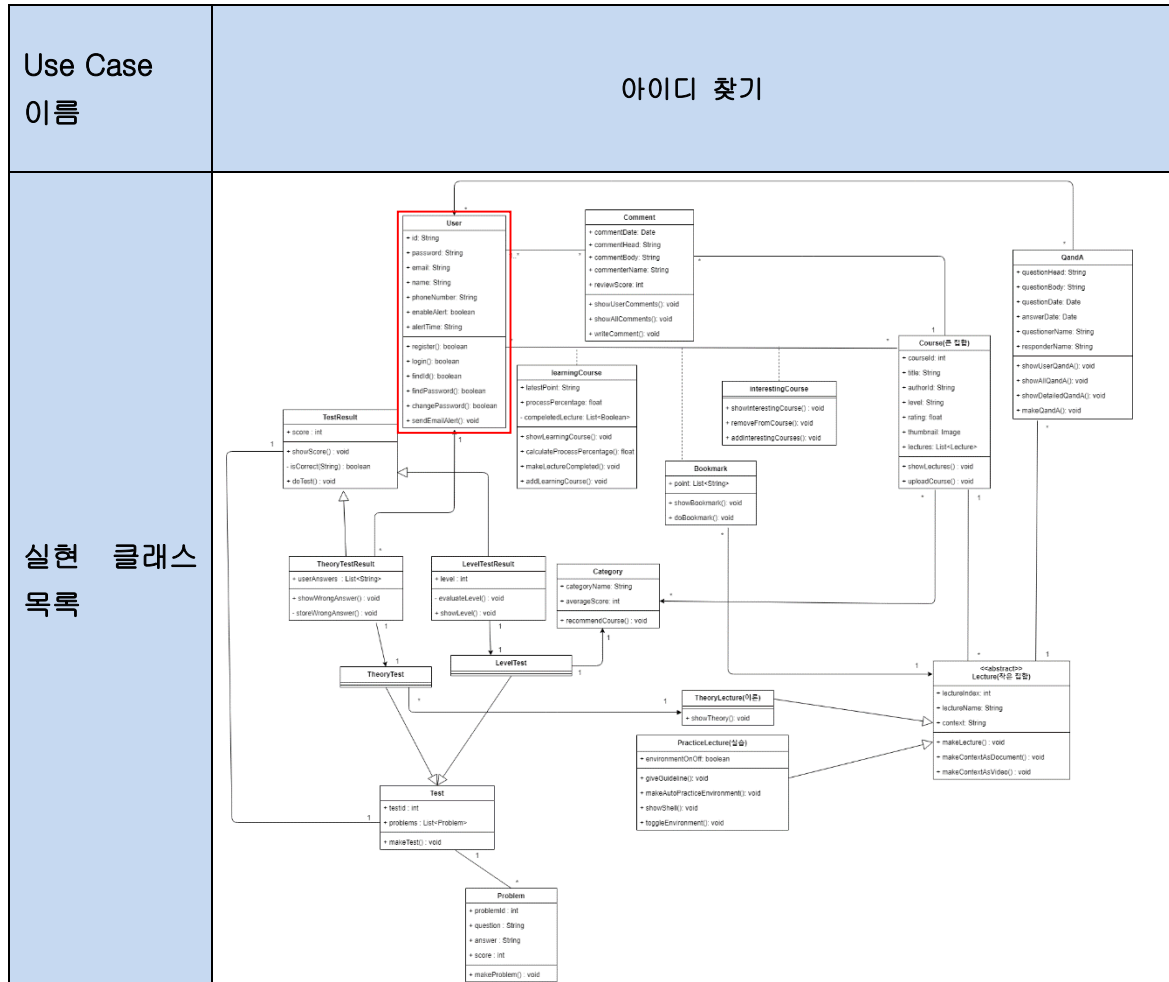 Use Case
이름
아이디 찾기
실현 클래스
목록
User
+ id: String
+ password: String
+ email: String
+ name: String
+ phoneNumber: String
+ enableAlert: boolean
+ alertTime: String
+ register(): boolean
+ login(): boolean
+ findId(): boolean
+ findPassword(): boolean
+ changePassword(): boolean
+ sendEmailAlert(): void
Comment
+ commentDate: Date
+ commentHead: String
+ commentBody: String
+ commenterName: String
+ reviewScore: int
+ showUserComments(): void
+ showAllComments(): void
+ writeComment(): void
QandA
+ questionHead: String
+ questionBody: String
+ questionDate: Date
+ answerDate: Date
+ questionerName: String
+ responderName: String
+ showUserQandA(): void
+ showAllQandA(): void
+ showDetailedQandA(): void
+ makeQandA(): void
Course(큰 집합)
+ courseId: int
+ title: String
+ authorId: String
+ level: String
+ rating: float
+ thumbnail: Image
+ lectures: List<Lecture>
+ showLectures(): void
+ uploadCourse(): void
learningCourse
+ latestPoint: String
+ processPercentage: float
- compeletedLecture: List<Boolean>
+ showLearningCourse(): void
+ calculateProcessPercentage(): float
+ makeLectureCompleted(): void
+ addLearningCourse(): void
interestingCourse
+ showInterestingCourse() : void
+ removeFromCourse(): void
+ addInterestingCourses(): void
Bookmark
+ point: List<String>
+ showBookmark(): void
+ doBookmark(): void
TestResult
+ score : int
+ showScore() : void
- isCorrect(String) : boolean
+ doTest() : void
TheoryTestResult
+ userAnswers : List<String>
+ showWrongAnswer() : void
- storeWrongAnswer() : void
LevelTestResult
+ level : int
- evaluateLevel() : void
+ showLevel() : void
Category
+ categoryName: String
+ averageScore: int
+ recommendCourse() : void
TheoryTest
LevelTest
<<abstract>>
Lecture(작은 집합)
+ lectureIndex: int
+ lectureName: String
+ context: String
+ makeLecture() : void
+ makeContextAsDocument() : void
+ makeContextAsVideo() : void
TheoryLecture(이론)
+ showTheory() : void
PracticeLecture(실습)
+ environmentOnOff: boolean
+ giveGuideline(): void
+ makeAutoPracticeEnvironment(): void
+ showShell(): void
+ toggleEnvironment(): void
Test
+ testId : int
+ problems : List<Problem>
+ makeTest() : void
Problem
+ problemId : int
+ question : String
+ answer : String
+ score : int
+ makeProblem() : void